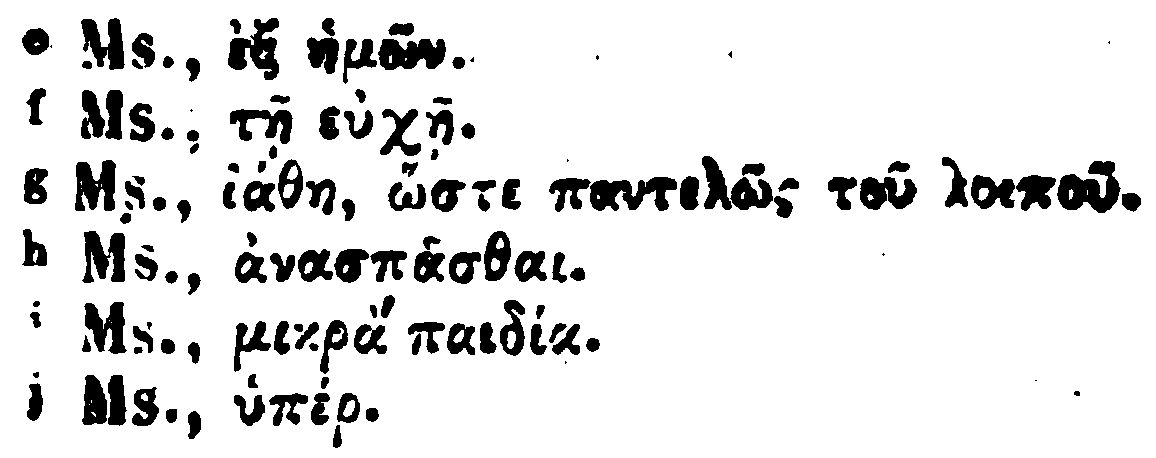 e Ms., ἐξ ἡμῶν.
f Ms., τῇ εὐχῇ.
g Ms., ἰάθη, ὥστε παντελῶς τοῦ λοιποῦ.
h Ms., ἀνασπᾶσθαι.
i Ms., μικρὰ παιδία.
j Ms., ὑπέρ.